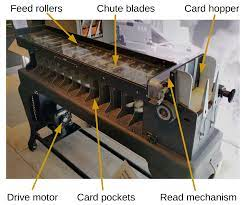 Feed rollers
Chute blades
Card hopper
Drive motor
Card pockets
Read mechanism